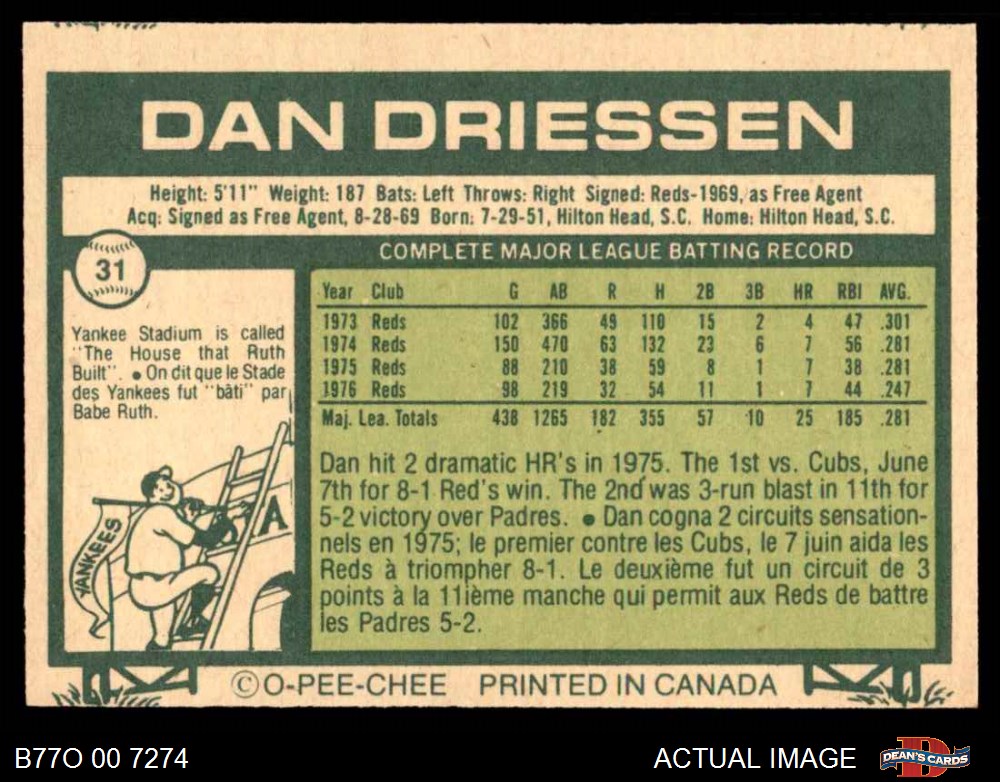 DAN DRIESSEN
Height: 5'11" Weight: 187 Bats: Left Throws: Right Signed: Reds-1969, as Free Agent
Acq: Signed as Free Agent, 8-28-69 Born: 7-29-51, Hilton Head, S.C. Home: Hilton Head, S.C.
31
COMPLETE MAJOR LEAGUE BATTING RECORD
Year Club G AB R H 2B 3B HR RBI AVG.
1973 Reds 102 366 49 110 15 2 4 47 .301
1974 Reds 150 470 63 132 23 6 7 56 .281
1975 Reds 88 210 38 59 8 1 7 38 .281
1976 Reds 98 219 32 54 11 1 7 44 .247
Maj. Lea. Totals 438 1265 182 355 57 10 25 185 .281
Yankee Stadium is called
"The House that Ruth
Built". ● On dit que le Stade
des Yankees fut "bâti" par
Babe Ruth.
YANKEES
A
Dan hit 2 dramatic HR's in 1975. The 1st vs. Cubs, June
7th for 8-1 Red's win. The 2nd was 3-run blast in 11th for
5-2 victory over Padres. ● Dan cogna 2 circuits sensation-
nels en 1975; le premier contre les Cubs, le 7 juin aida les
Reds à triompher 8-1. Le deuxième fut un circuit de 3
points à la 11ième manche qui permit aux Reds de battre
les Padres 5-2.
© O-PEE-CHEE PRINTED IN CANADA
B77O 00 7274
ACTUAL IMAGE
DEAN'S CARDS